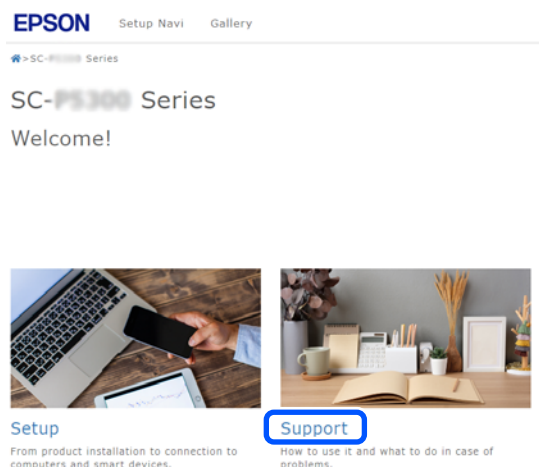 EPSON Setup Navi Gallery
>SC- Series
SC- Series
Welcome!
Setup
From product installation to connection to
computers and smart devices.
Support
How to use it and what to do in case of
problems.